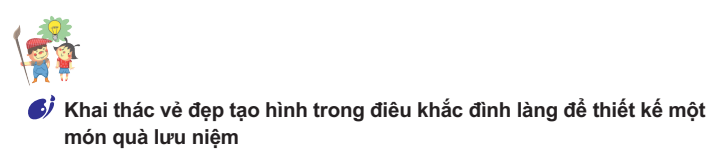 Khai thác vẻ đẹp tạo hình trong điêu khắc đình làng để thiết kế một
món quà lưu niệm